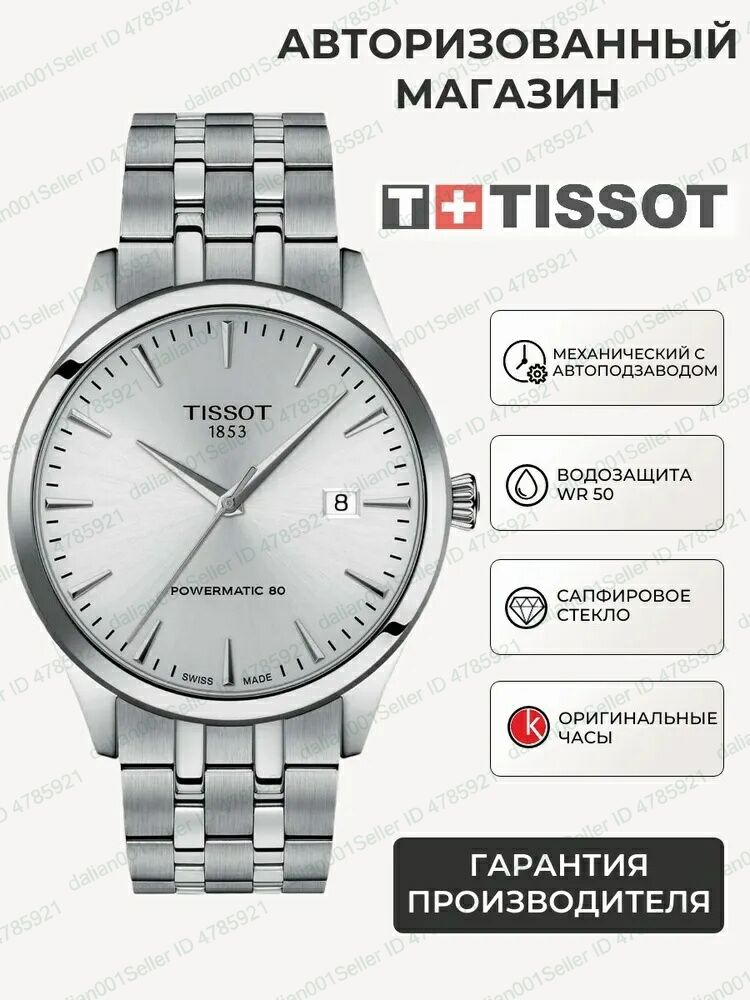 АВТОРИЗОВАННЫЙ
МАГАЗИН
T+TISSOT
МЕХАНИЧЕСКИЙ С
АВТОПОДЗАВОДОМ
TISSOT
1853
8
ВОДОЗАЩИТА
WR 50
POWERMATIC 80
САПФИРОВОЕ
СТЕКЛО
SWISS MADE
k
ОРИГИНАЛЬНЫЕ
ЧАСЫ
ГАРАНТИЯ
ПРОИЗВОДИТЕЛЯ
dalian001Seller ID 4785921